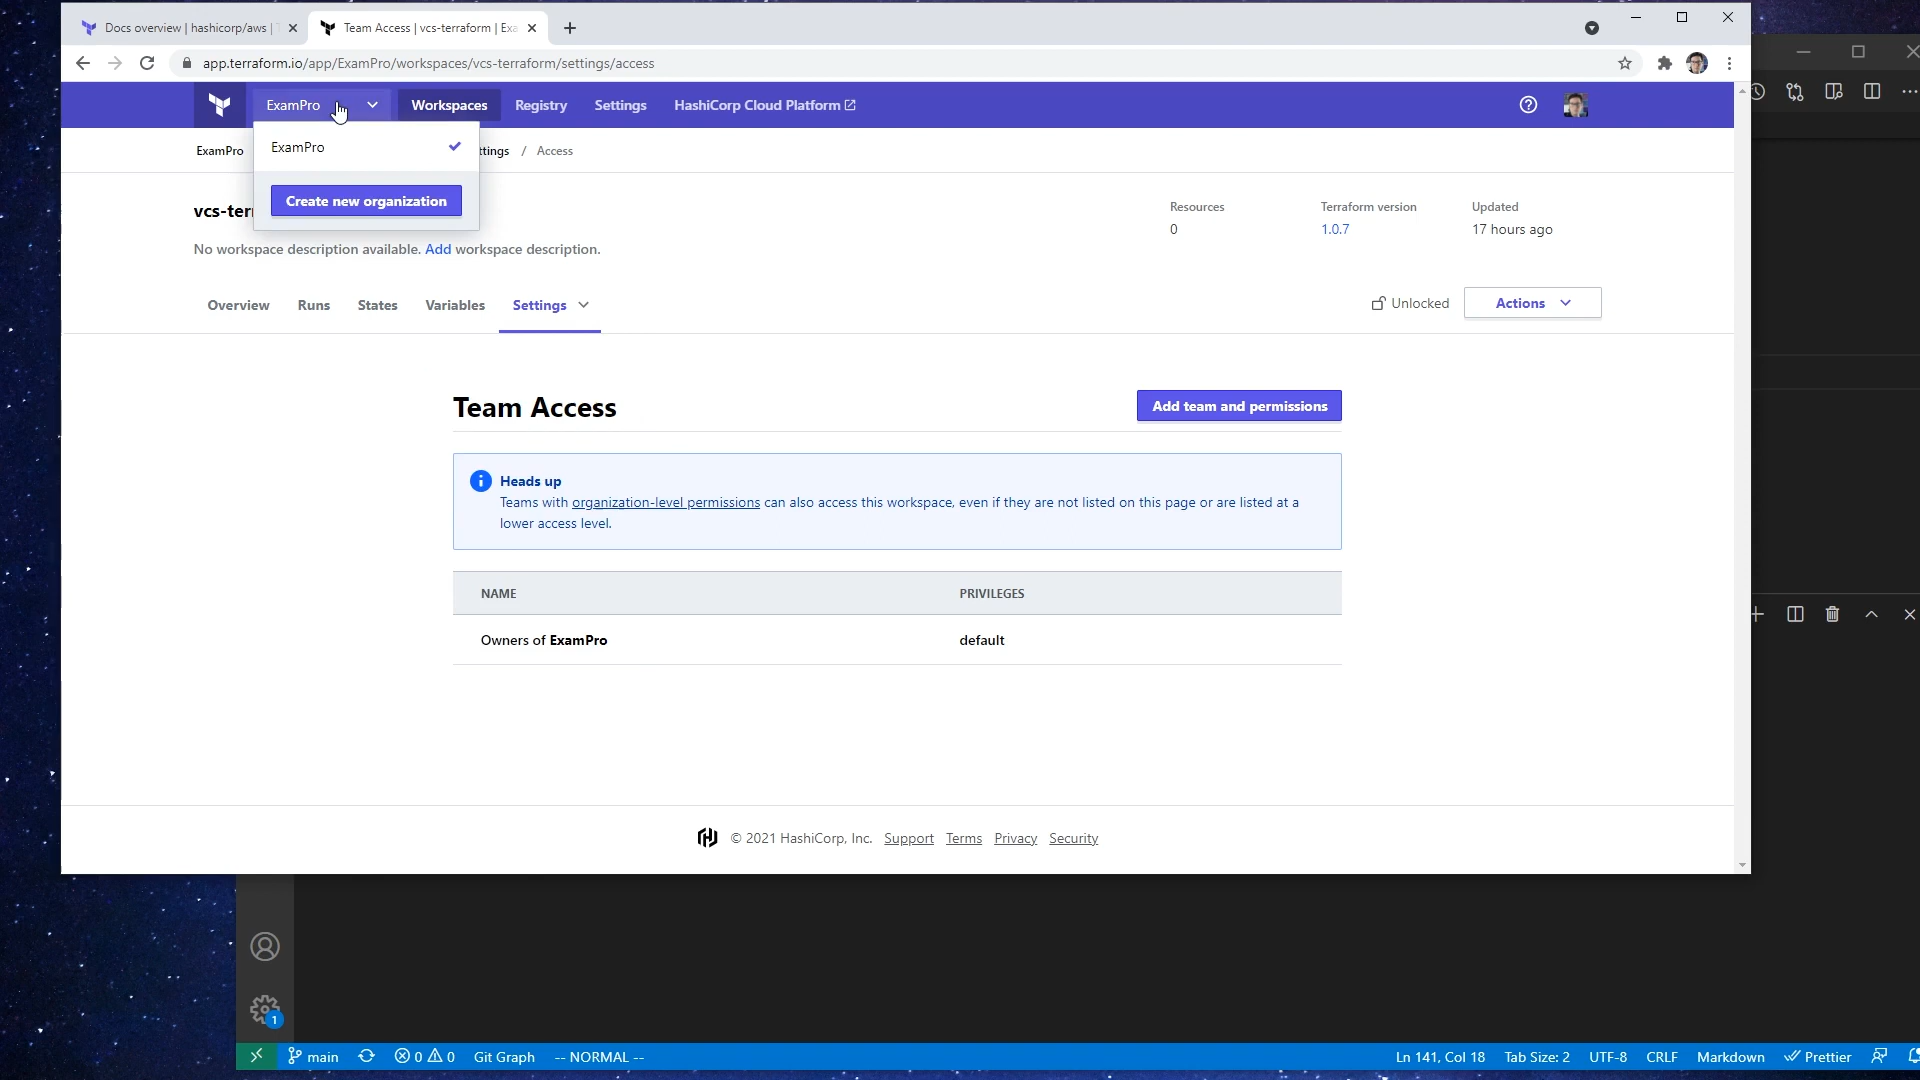 Docs overview | hashicorp/aws |
Team Access | vcs-terraform | Exa
app.terraform.io/app/ExamPro/workspaces/vcs-terraform/settings/access
ExamPro
Workspaces
Registry
Settings
HashiCorp Cloud Platform
ExamPro
Create new organization
ExamPro
ttings / Access
vcs-ter
No workspace description available. Add workspace description.
Resources
0
Terraform version
1.0.7
Updated
17 hours ago
Overview
Runs
States
Variables
Settings
Unlocked
Actions
Team Access
Add team and permissions
Heads up
Teams with organization-level permissions can also access this workspace, even if they are not listed on this page or are listed at a
lower access level.
NAME
PRIVILEGES
Owners of ExamPro
default
© 2021 HashiCorp, Inc. Support Terms Privacy Security
1
main
0
0
Git Graph
-- NORMAL --
Ln 141, Col 18
Tab Size: 2
UTF-8
CRLF
Markdown
Prettier